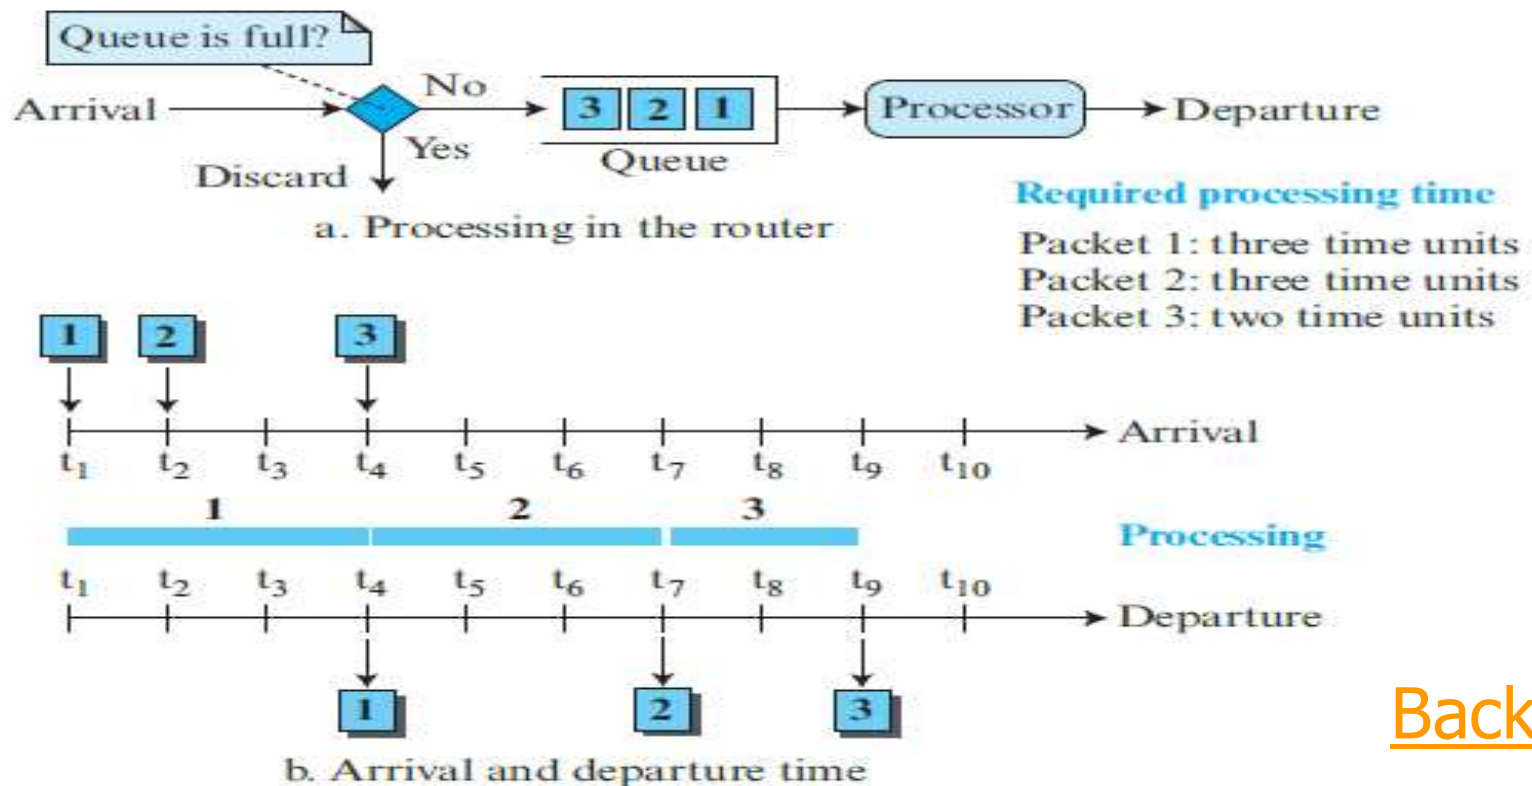 Queue is full?
Arrival
No
Yes
Discard
3 2 1
Queue
Processor
Departure
a. Processing in the router
Required processing time
Packet 1: three time units
Packet 2: three time units
Packet 3: two time units
1 2 3
Arrival
t1 t2 t3 t4 t5 t6 t7 t8 t9 t10
1 2 3
Processing
t1 t2 t3 t4 t5 t6 t7 t8 t9 t10
Departure
1 2 3
Back
b. Arrival and departure time